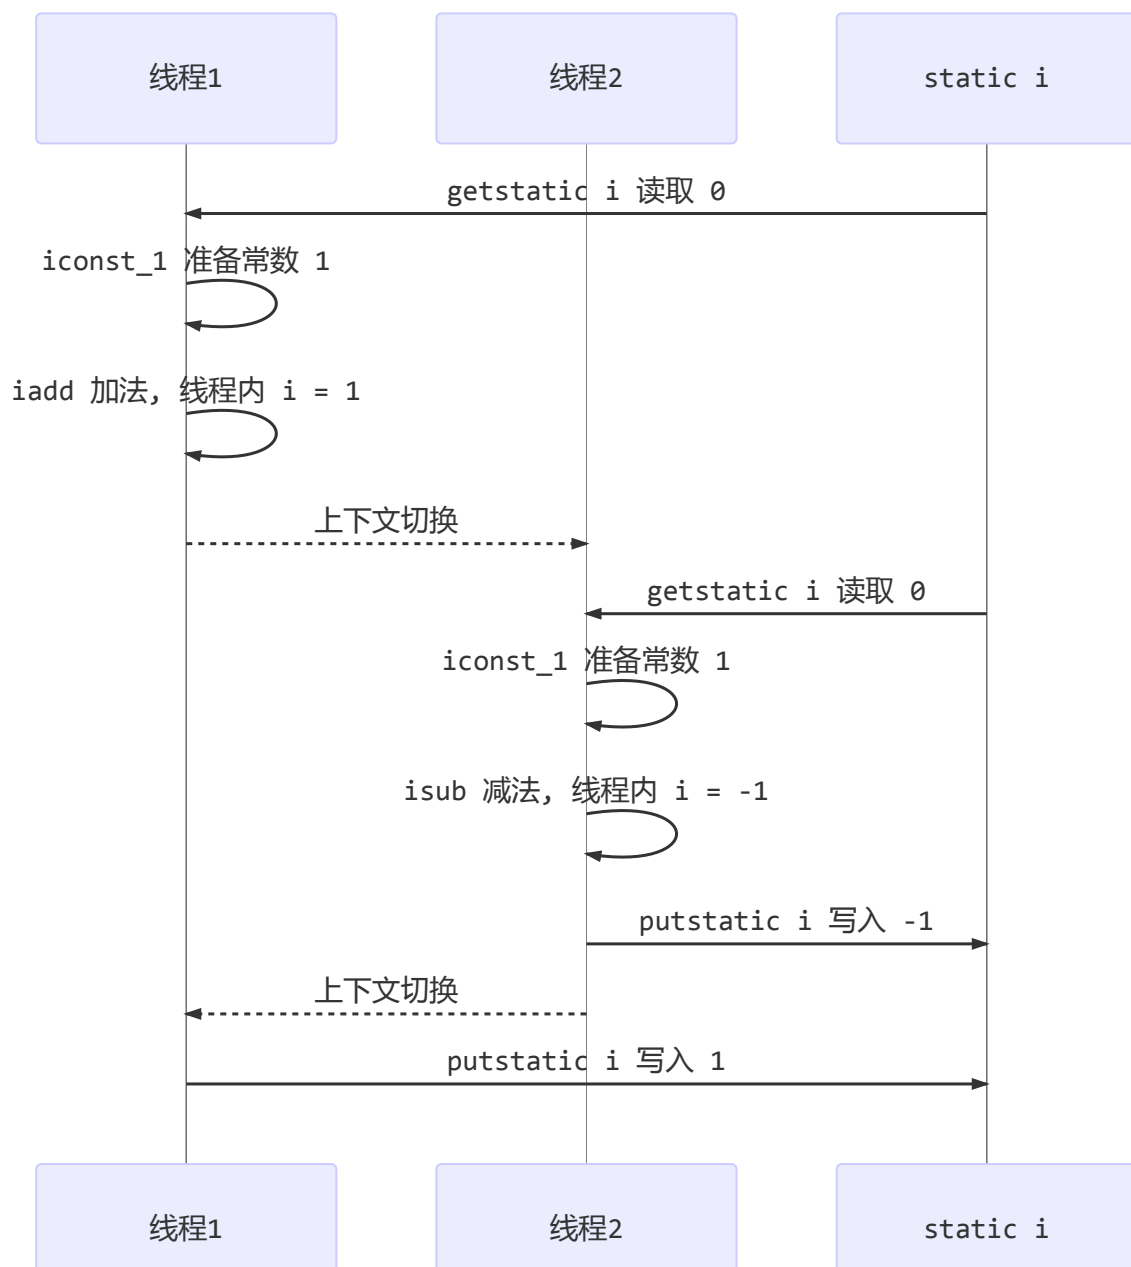 线程1
线程2
static i
getstatic i 读取 0
iconst_1 准备常数 1
iadd 加法, 线程内 i = 1
上下文切换
getstatic i 读取 0
iconst_1 准备常数 1
isub 减法, 线程内 i = -1
putstatic i 写入 -1
上下文切换
putstatic i 写入 1
线程1
线程2
static i